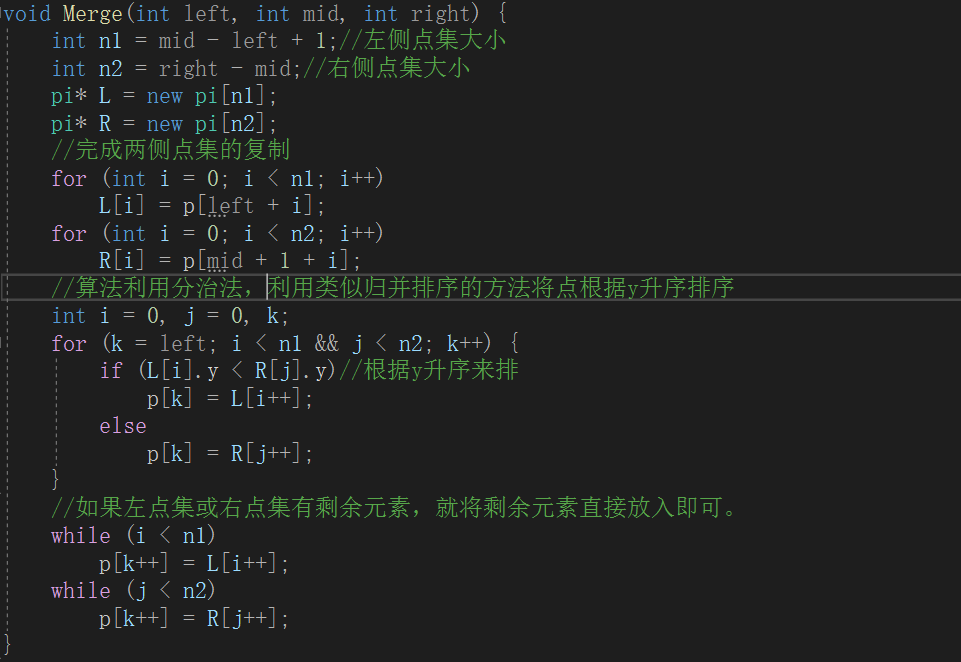 void Merge(int left, int mid, int right) {
    int n1 = mid - left + 1;//左侧点集大小
    int n2 = right - mid;//右侧点集大小
    pi* L = new pi[n1];
    pi* R = new pi[n2];
    //完成两侧点集的复制
    for (int i = 0; i < n1; i++)
        L[i] = p[left + i];
    for (int i = 0; i < n2; i++)
        R[i] = p[mid + 1 + i];
    //算法利用分治法，利用类似归并排序的方法将点根据y升序排序
    int i = 0, j = 0, k;
    for (k = left; i < n1 && j < n2; k++) {
        if (L[i].y < R[j].y)//根据y升序来排
            p[k] = L[i++];
        else
            p[k] = R[j++];
    }
    //如果左点集或右点集有剩余元素，就将剩余元素直接放入即可。
    while (i < n1)
        p[k++] = L[i++];
    while (j < n2)
        p[k++] = R[j++];
}